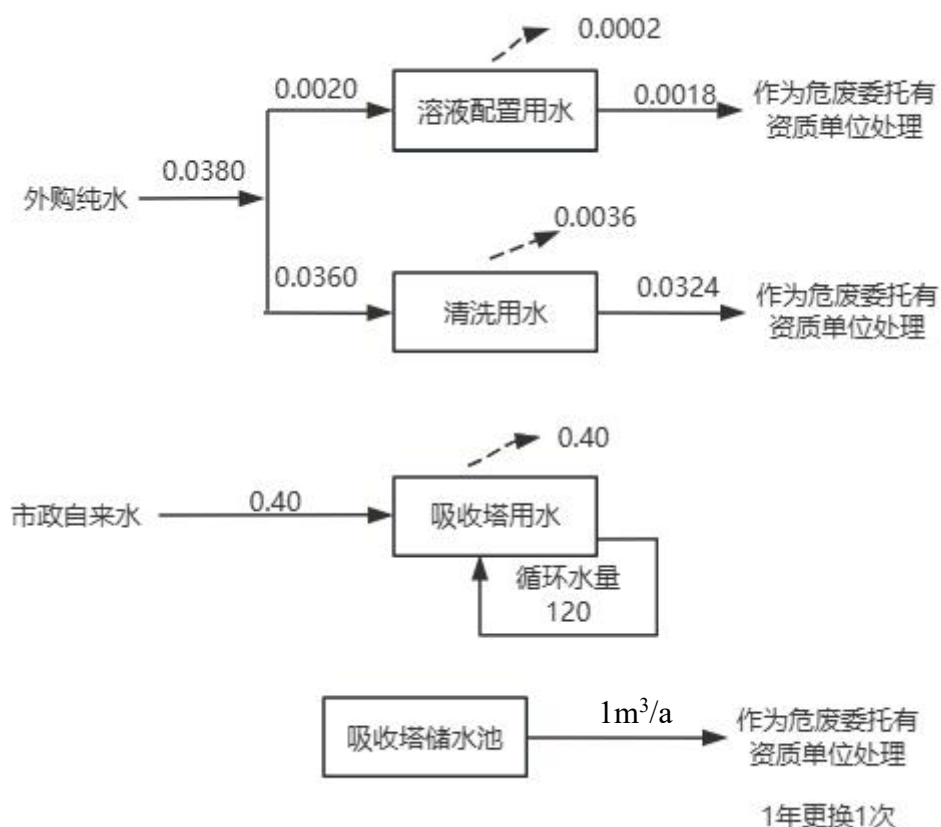 0.0002
0.0020
溶液配置用水
0.0018
作为危废委托有
资质单位处理
外购纯水
0.0380
0.0036
0.0360
清洗用水
0.0324
作为危废委托有
资质单位处理
0.40
市政自来水
0.40
吸收塔用水
循环水量
120
吸收塔储水池
1m³/a
作为危废委托有
资质单位处理
1年更换1次